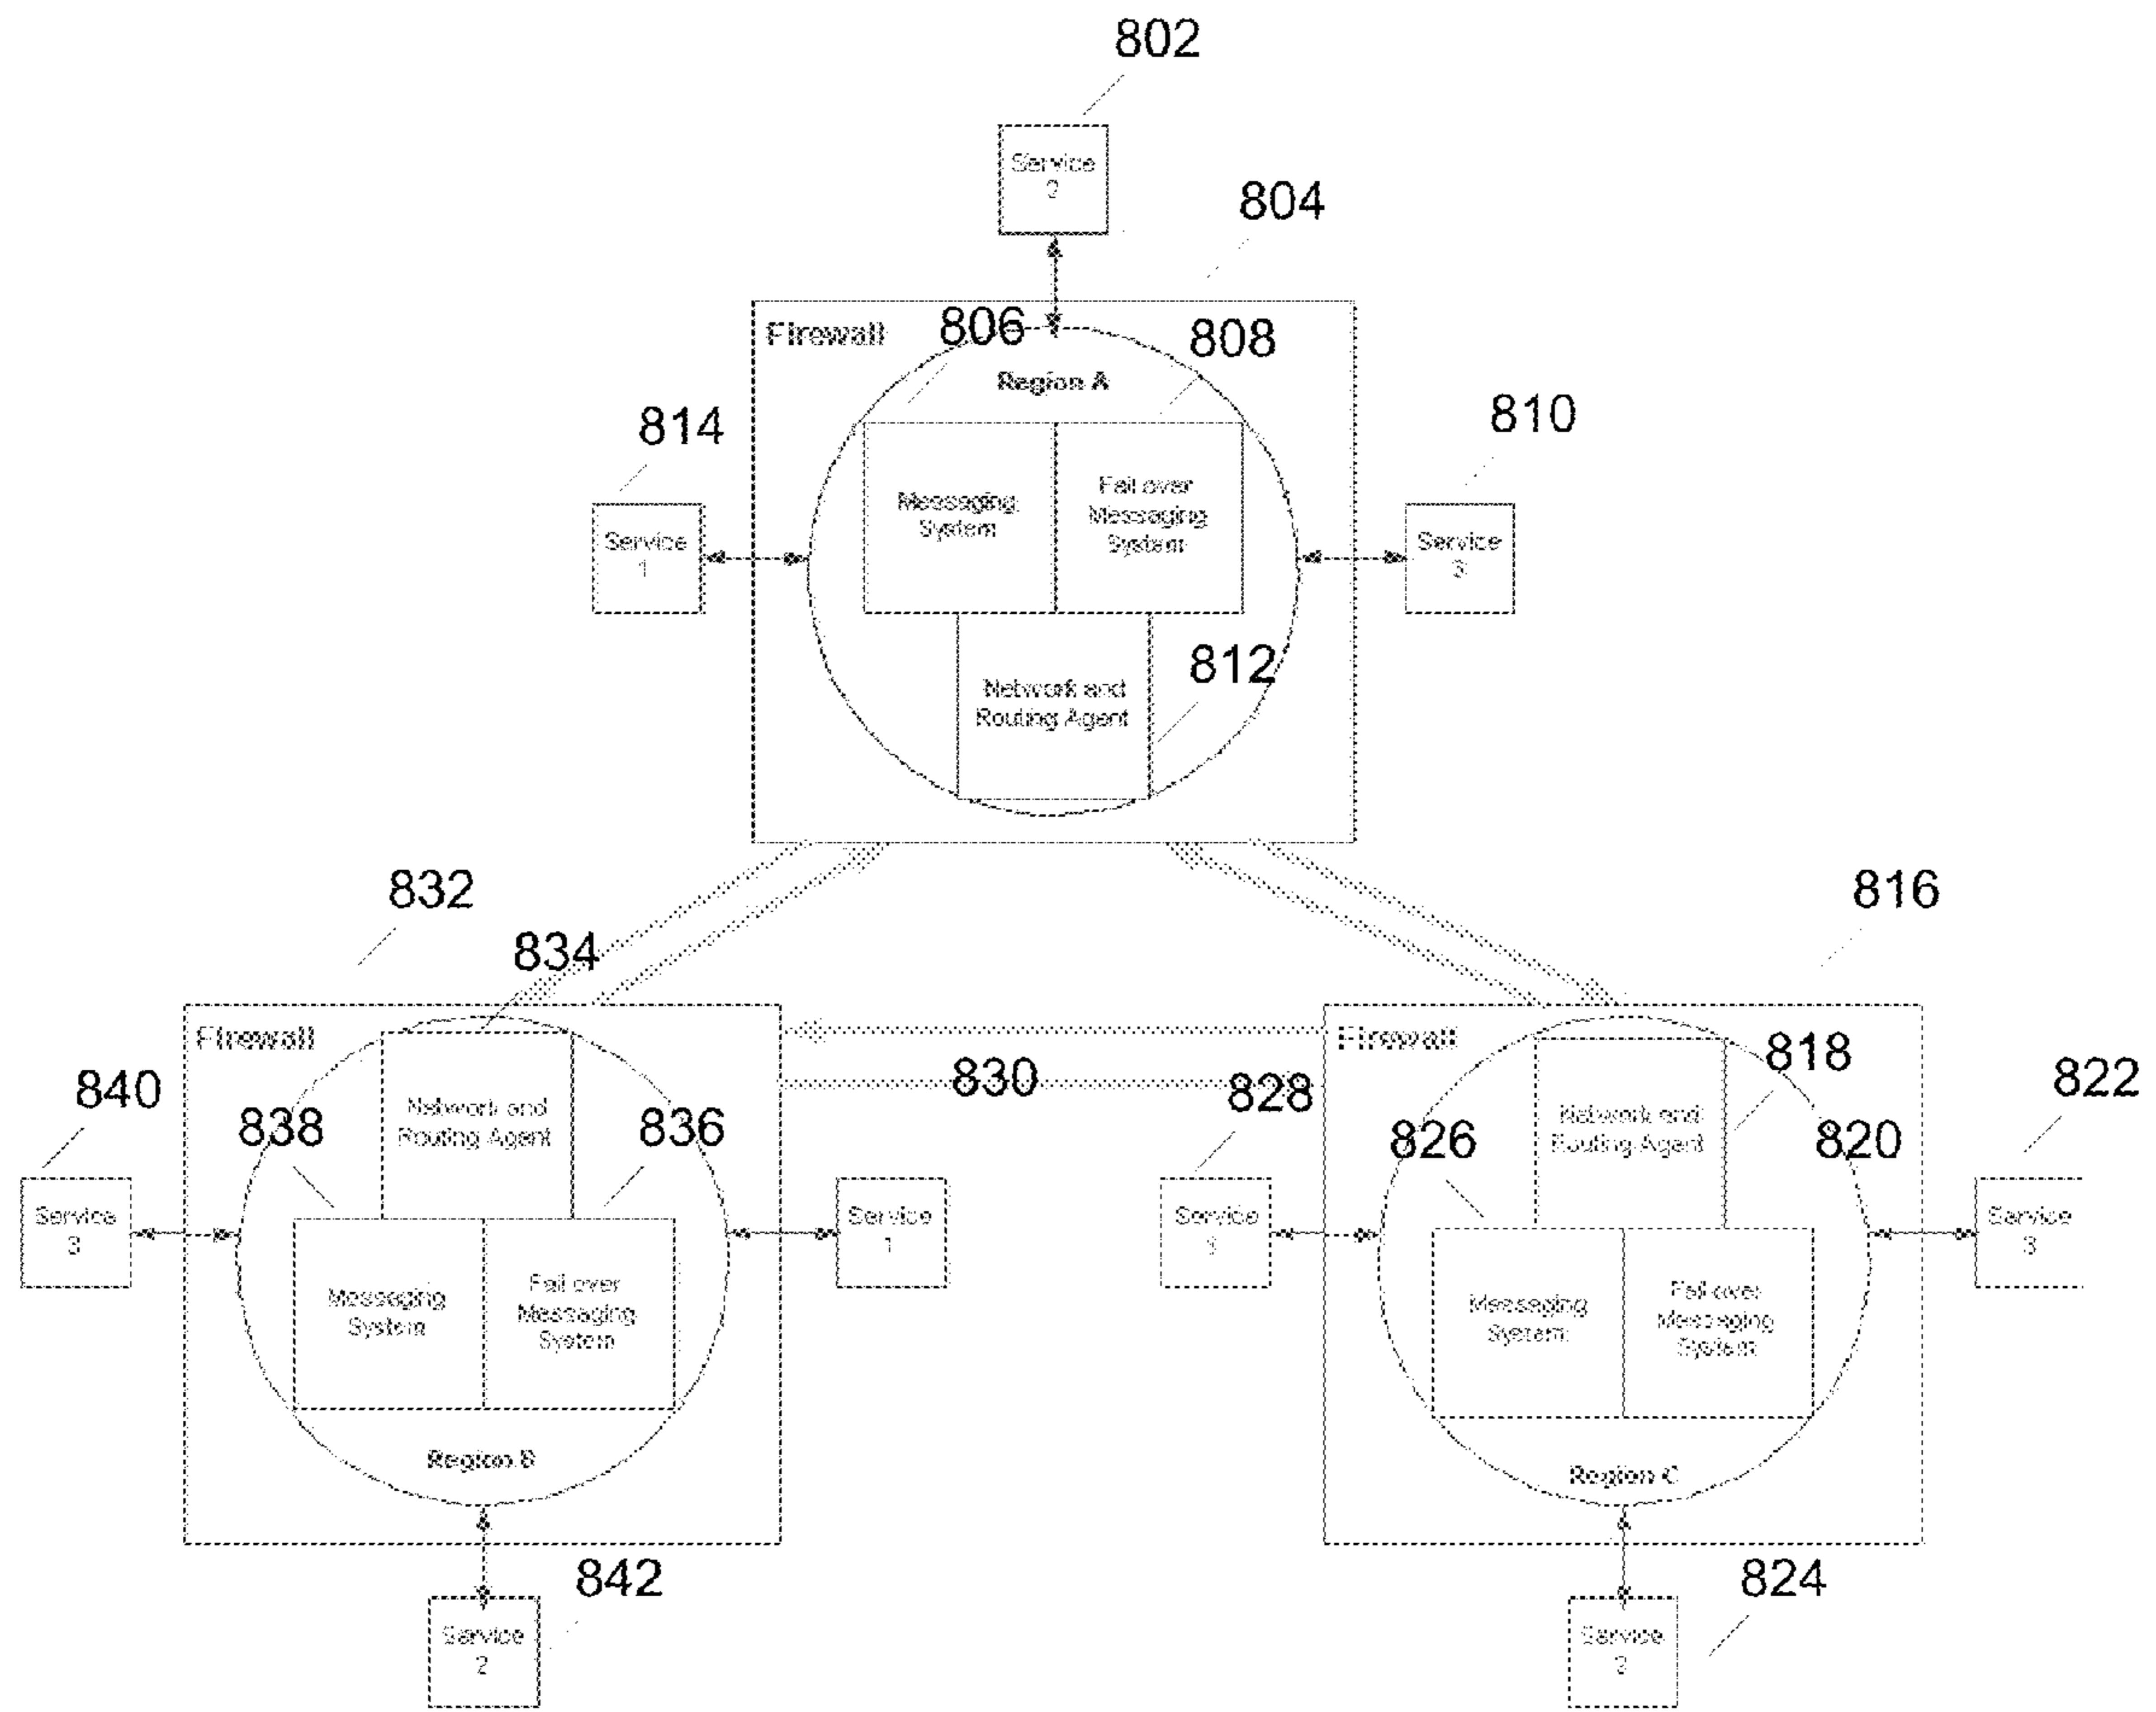 802
Service
2
804
Firewall
806
808
Region A
814
810
Messaging
System
Fail over
Messaging
System
Service
1
Service
3
812
Network and
Routing Agent
832
816
834
Firewall
Firewall
830
818
840
838
Network and
Routing Agent
836
828
826
Network and
Routing Agent
820
822
Service
3
Service
1
Service
Service
3
Messaging
System
Fail over
Messaging
System
Messaging
System
Fail over
Messaging
System
Region B
Region C
842
824
Service
2
Service
2